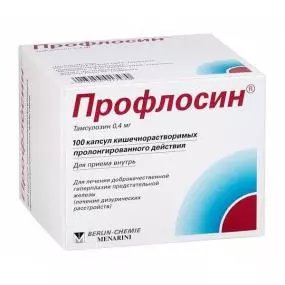 Профлосин®
Тамсулозин 0,4 мг
100 капсул кишечнорастворимых
пролонгированного действия
Для приема внутрь
Для лечения доброкачественной
гиперплазии предстательной
железы
(лечение дизурических
расстройств)
BERLIN-CHEMIE
MENARINI